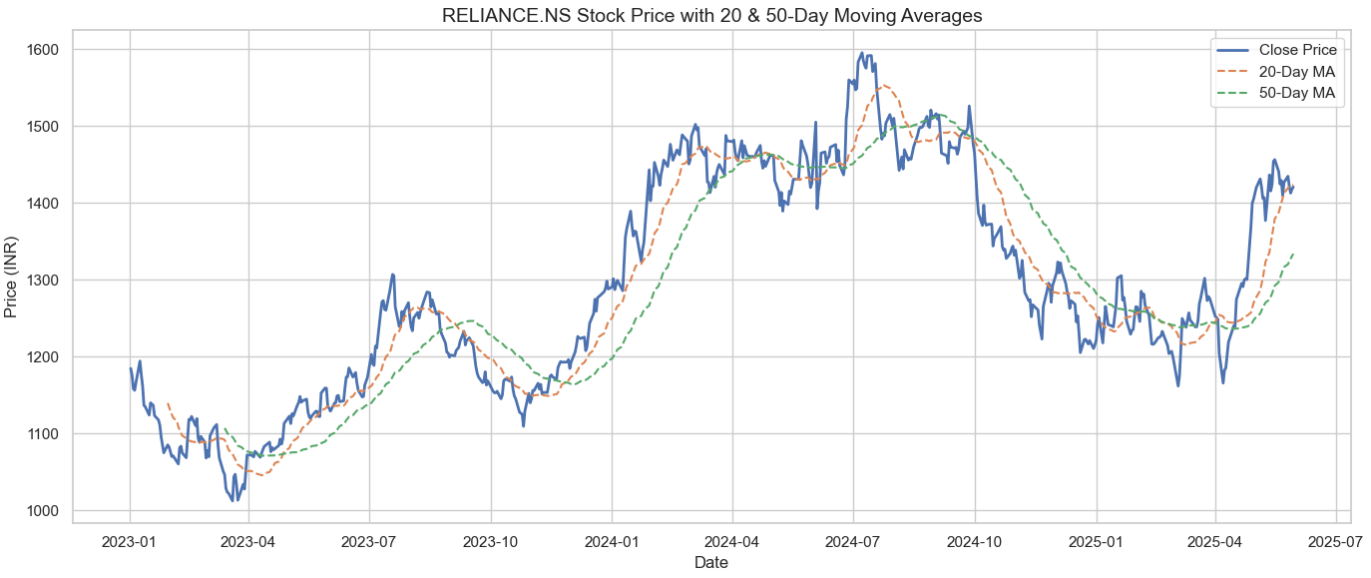 RELIANCE.NS Stock Price with 20 & 50-Day Moving Averages
Close Price
20-Day MA
50-Day MA
Price (INR)
1600
1500
1400
1300
1200
1100
1000
2023-01 2023-04 2023-07 2023-10 2024-01 2024-04 2024-07 2024-10 2025-01 2025-04 2025-07
Date